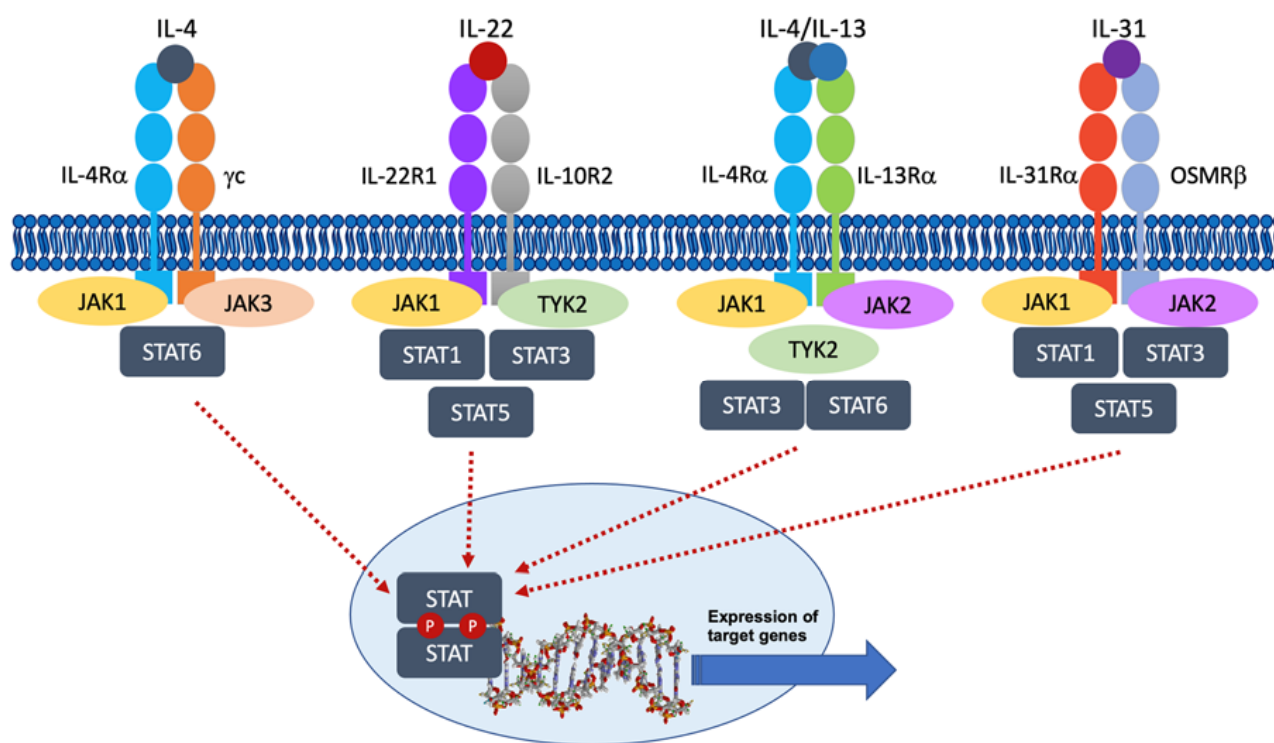 IL-4
IL-22
IL-4/IL-13
IL-31
IL-4Rα
γc
IL-22R1
IL-10R2
IL-4Rα
IL-13Rα
IL-31Rα
OSMRβ
JAK1
JAK3
JAK1
TYK2
JAK1
JAK2
JAK1
JAK2
STAT6
STAT1
STAT3
TYK2
STAT1
STAT3
STAT5
STAT3
STAT6
STAT5
STAT
P
P
STAT
Expression of
target genes